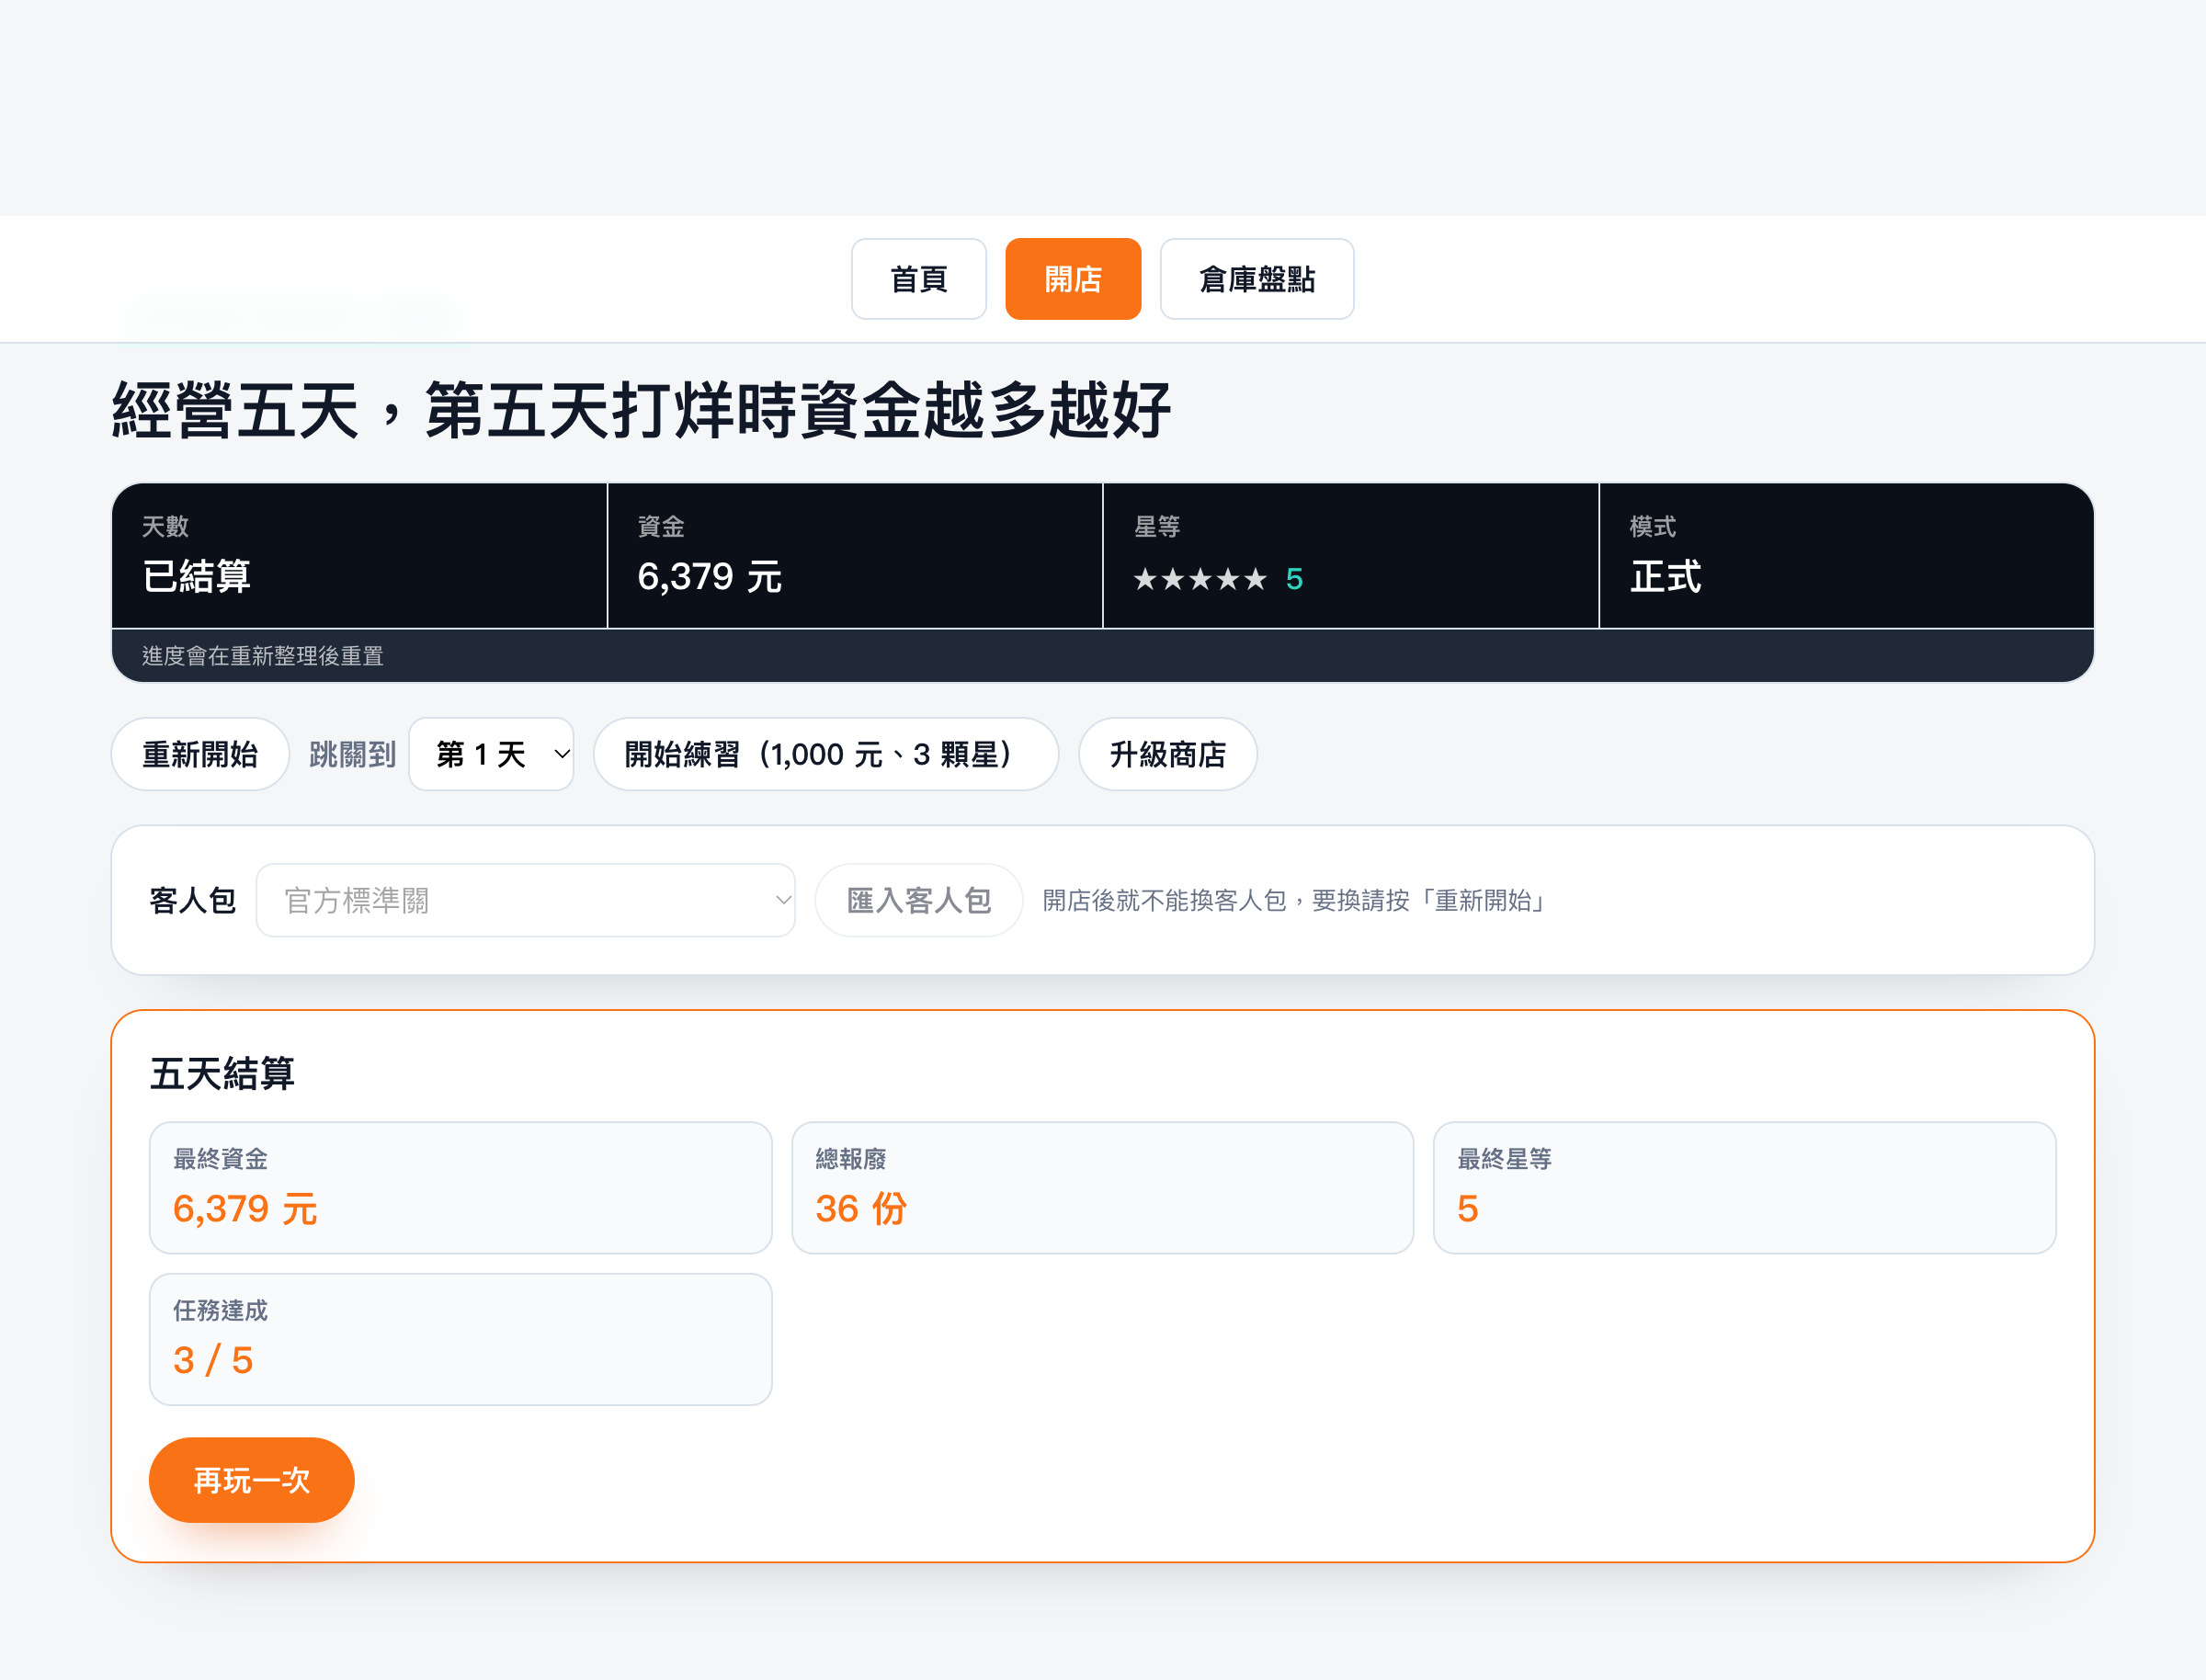 首頁
開店
倉庫盤點
經營五天，第五天打烊時資金越多越好
天數
已結算
資金
6,379 元
星等
★★★★★ 5
模式
正式
進度會在重新整理後重置
重新開始
跳關到
第 1 天
開始練習（1,000 元、3 顆星）
升級商店
客人包
官方標準關
匯入客人包
開店後就不能換客人包，要換請按「重新開始」
五天結算
最終資金
6,379 元
總報廢
36 份
最終星等
5
任務達成
3 / 5
再玩一次